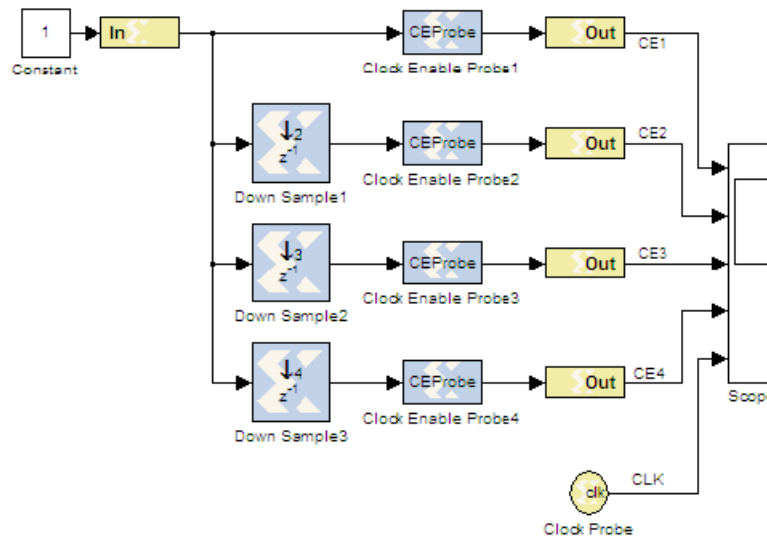 1
In
Constant
CEProbe
Out
CE1
Clock Enable Probe1
↓2
z-1
CEProbe
Out
CE2
Down Sample1
Clock Enable Probe2
↓3
z-1
CEProbe
Out
CE3
Down Sample2
Clock Enable Probe3
↓4
z-1
CEProbe
Out
CE4
Down Sample3
Clock Enable Probe4
Scope
clk
CLK
Clock Probe